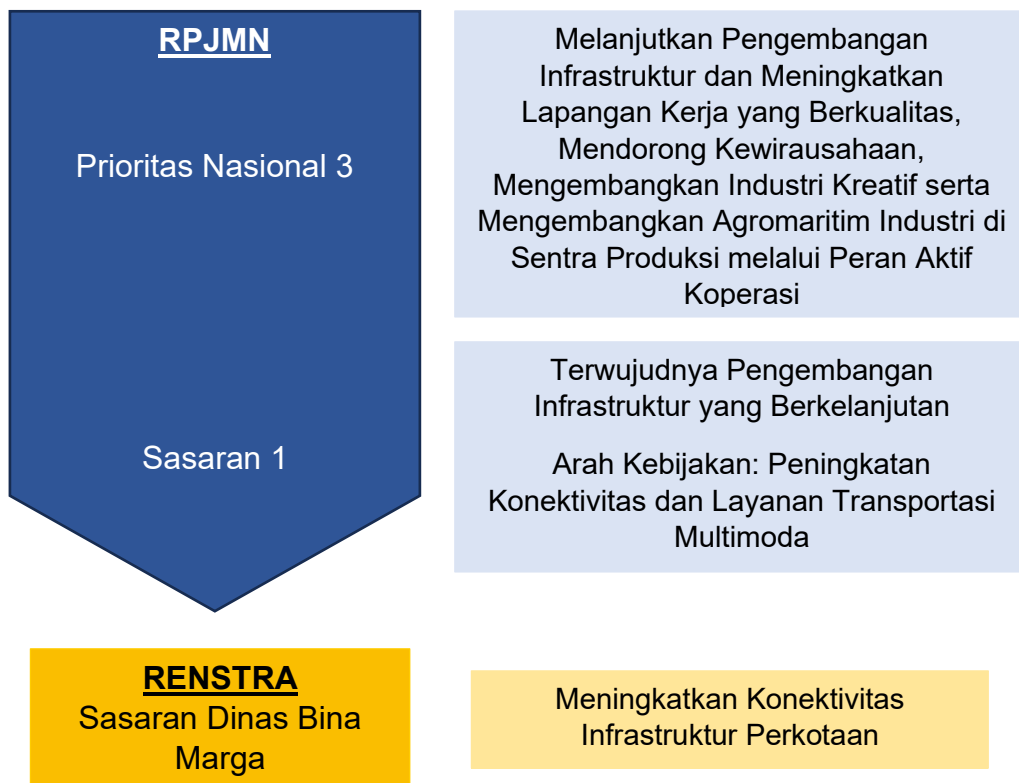 RPJMN
Prioritas Nasional 3
Melanjutkan Pengembangan
Infrastruktur dan Meningkatkan
Lapangan Kerja yang Berkualitas,
Mendorong Kewirausahaan,
Mengembangkan Industri Kreatif serta
Mengembangkan Agromaritim Industri di
Sentra Produksi melalui Peran Aktif
Koperasi
Sasaran 1
Terwujudnya Pengembangan
Infrastruktur yang Berkelanjutan
Arah Kebijakan: Peningkatan
Konektivitas dan Layanan Transportasi
Multimoda
RENSTRA
Sasaran Dinas Bina
Marga
Meningkatkan Konektivitas
Infrastruktur Perkotaan